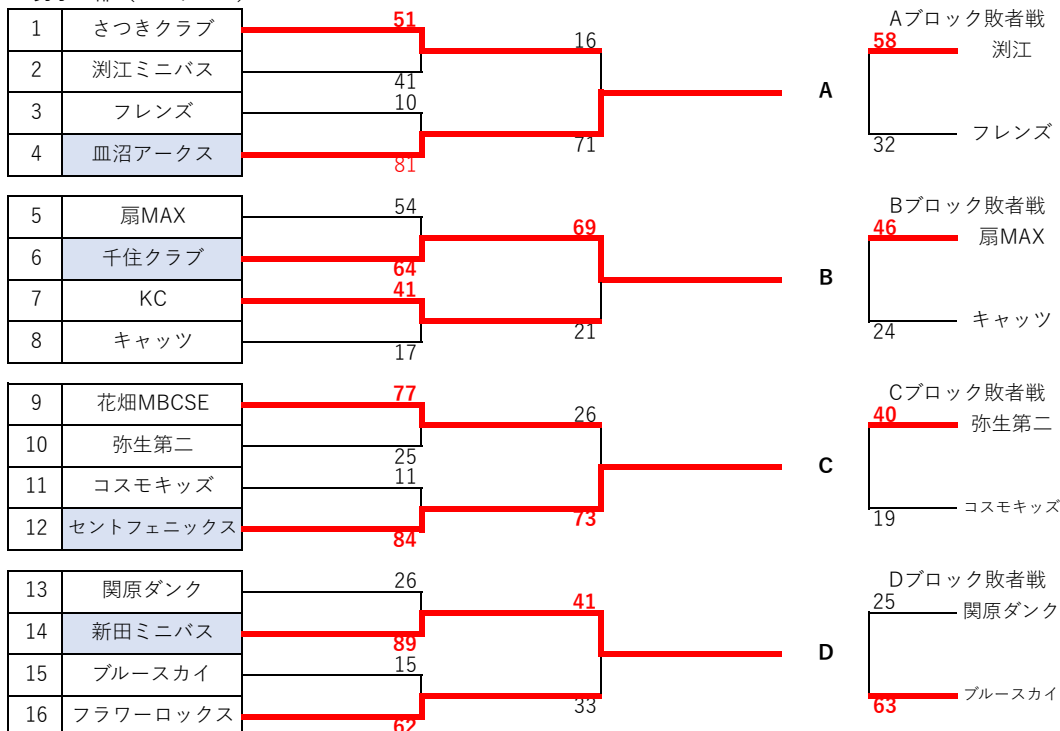 Aブロック敗者戦
1 さつきクラブ 51 16 58 渕江
2 渕江ミニバス 41 A
3 フレンズ 10
4 皿沼アークス 81 71 32 フレンズ
Bブロック敗者戦
5 扇MAX 54 69 46 扇MAX
6 千住クラブ 64 B
7 KC 41
8 キャッツ 17 21 24 キャッツ
Cブロック敗者戦
9 花畑MBCSE 77 26 40 弥生第二
10 弥生第二 25 C
11 コスモキッズ 11
12 セントフェニックス 84 73 19 コスモキッズ
Dブロック敗者戦
13 関原ダンク 26 41 25 関原ダンク
14 新田ミニバス 89 D
15 ブルースカイ 15
16 フラワーロックス 62 33 63 ブルースカイ